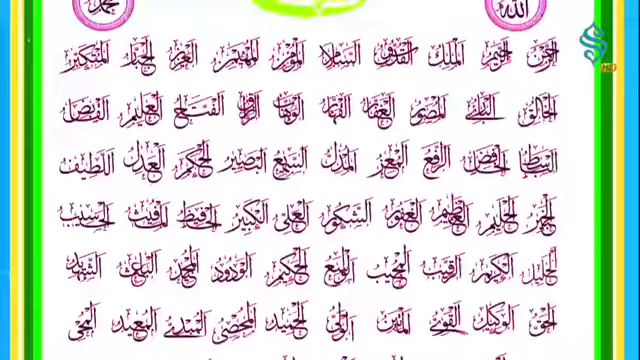 محمد
الله
الرحمن الرحيم الملك القدوس السلام المؤمن المهيمن العزيز الجبار المتكبر
الخالق البارئ المصور الغفار القهار الوهاب الرزاق الفتاح العليم القابض
الباسط الخافض الرافع المعز المذل السميع البصير الحكم العدل اللطيف
الخبير الحليم العظيم الغفور الشكور العلي الكبير الحفيظ المقيت الحسيب
الجليل الكريم الرقيب المجيب الواسع الحكيم الودود المجيد الباعث الشهيد
الحق الوكيل القوي المتين الولي الحميد المحصي المبدئ المعيد المحيي